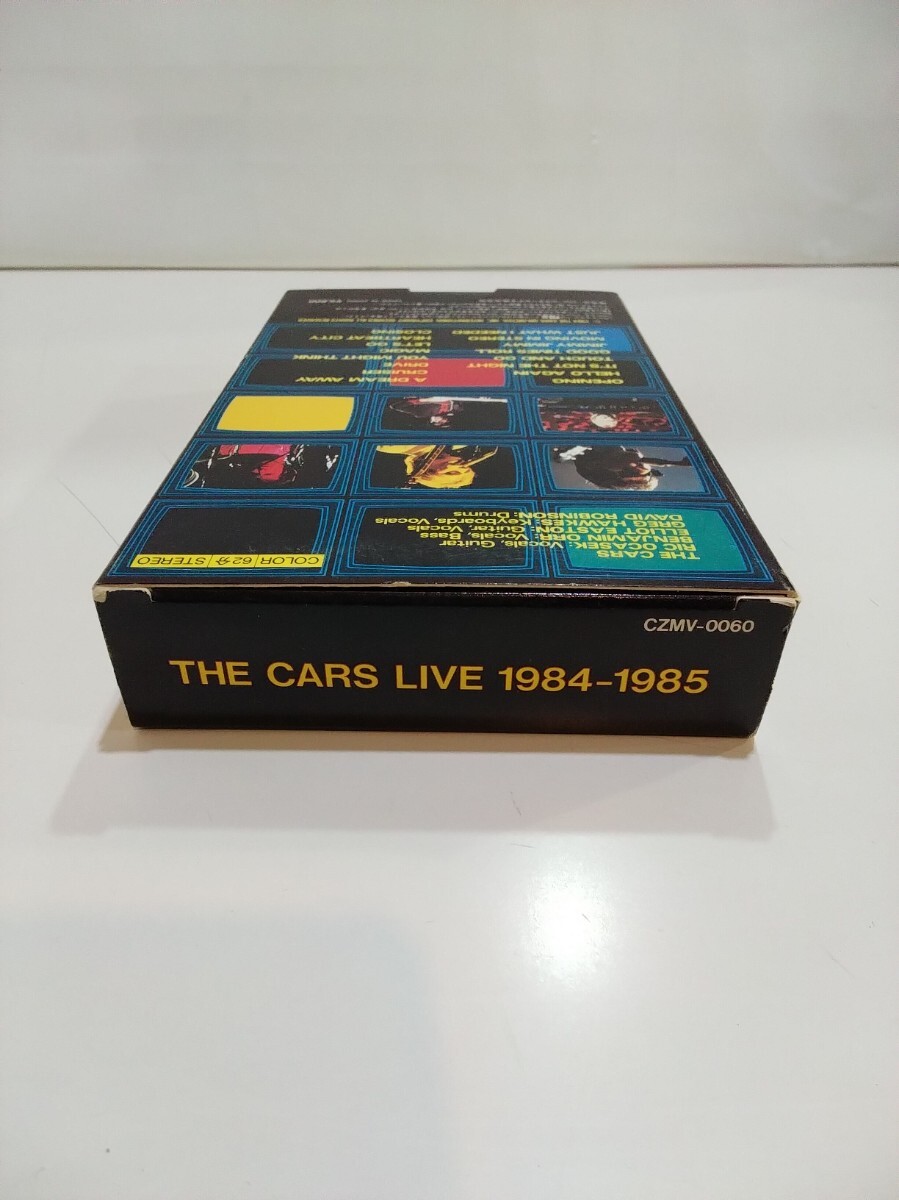 CZMV-0060
THE CARS LIVE 1984-1985
THE CARS
RIC OCASEK: Vocals, Guitar
BENJAMIN ORR: Vocals, Bass
ELLIOT EASTON: Guitar, Vocals
GREG HAWKES: Keyboards, Vocals
DAVID ROBINSON: Drums
COLOR 62分 STEREO
OPENING
HELLO AGAIN
IT'S NOT THE NIGHT
TOUCH AND GO
GOOD TIMES ROLL
JIMMY JIMMY
MOVING IN STEREO
JUST WHAT I NEEDED
A DREAM AWAY
CRUISER
DRIVE
YOU MIGHT THINK
MAGIC
LET'S GO
HEARTBEAT CITY
CLOSING